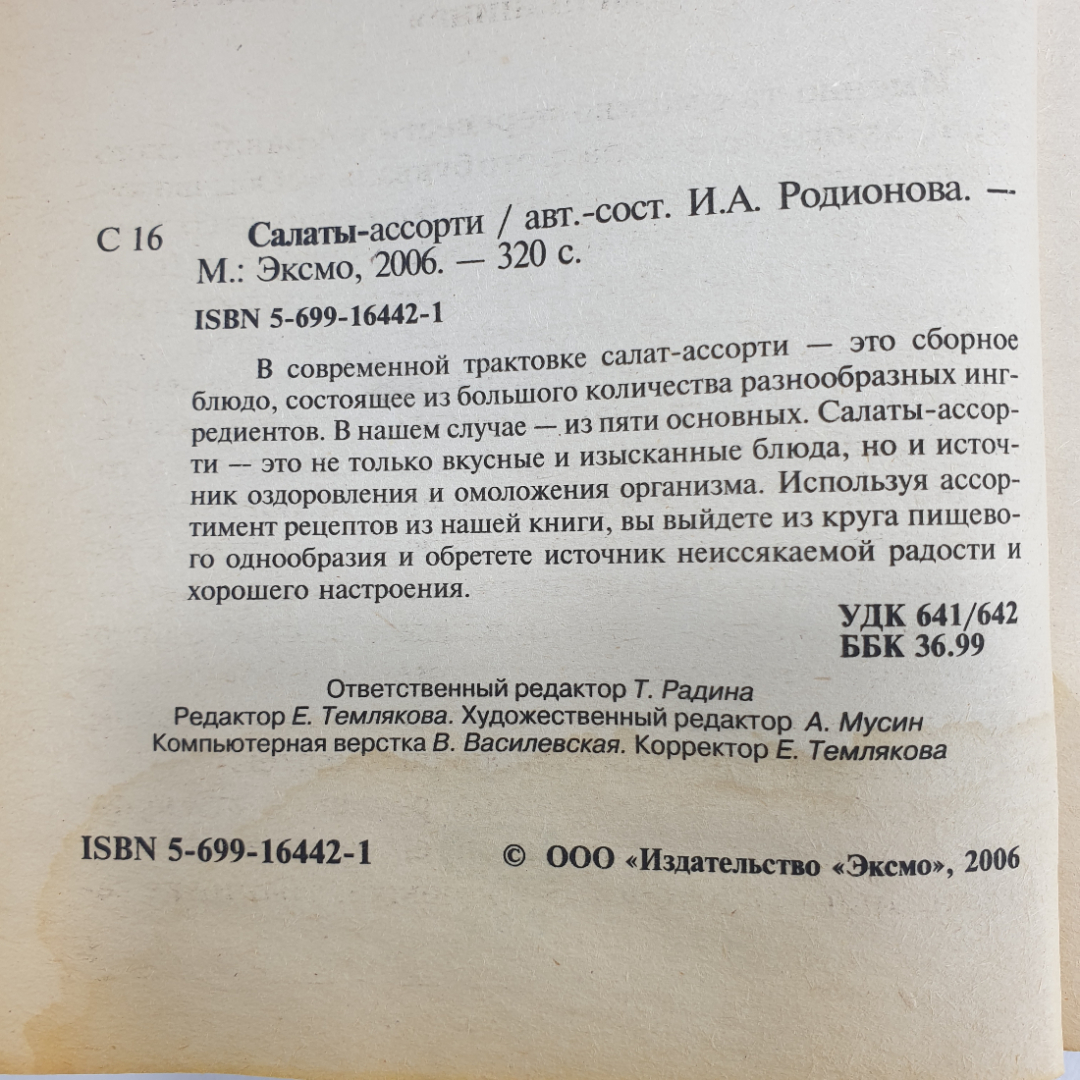 С 16 Салаты-ассорти / авт.-сост. И.А. Родионова. —
М.: Эксмо, 2006. — 320 с.
ISBN 5-699-16442-1
В современной трактовке салат-ассорти — это сборное
блюдо, состоящее из большого количества разнообразных инг-
редиентов. В нашем случае — из пяти основных. Салаты-ассор-
ти — это не только вкусные и изысканные блюда, но и источ-
ник оздоровления и омоложения организма. Используя ассор-
тимент рецептов из нашей книги, вы выйдете из круга пищево-
го однообразия и обретете источник неиссякаемой радости и
хорошего настроения.
УДК 641/642
ББК 36.99
Ответственный редактор Т. Радина
Редактор Е. Темлякова. Художественный редактор А. Мусин
Компьютерная верстка В. Василевская. Корректор Е. Темлякова
ISBN 5-699-16442-1 © ООО «Издательство «Эксмо», 2006